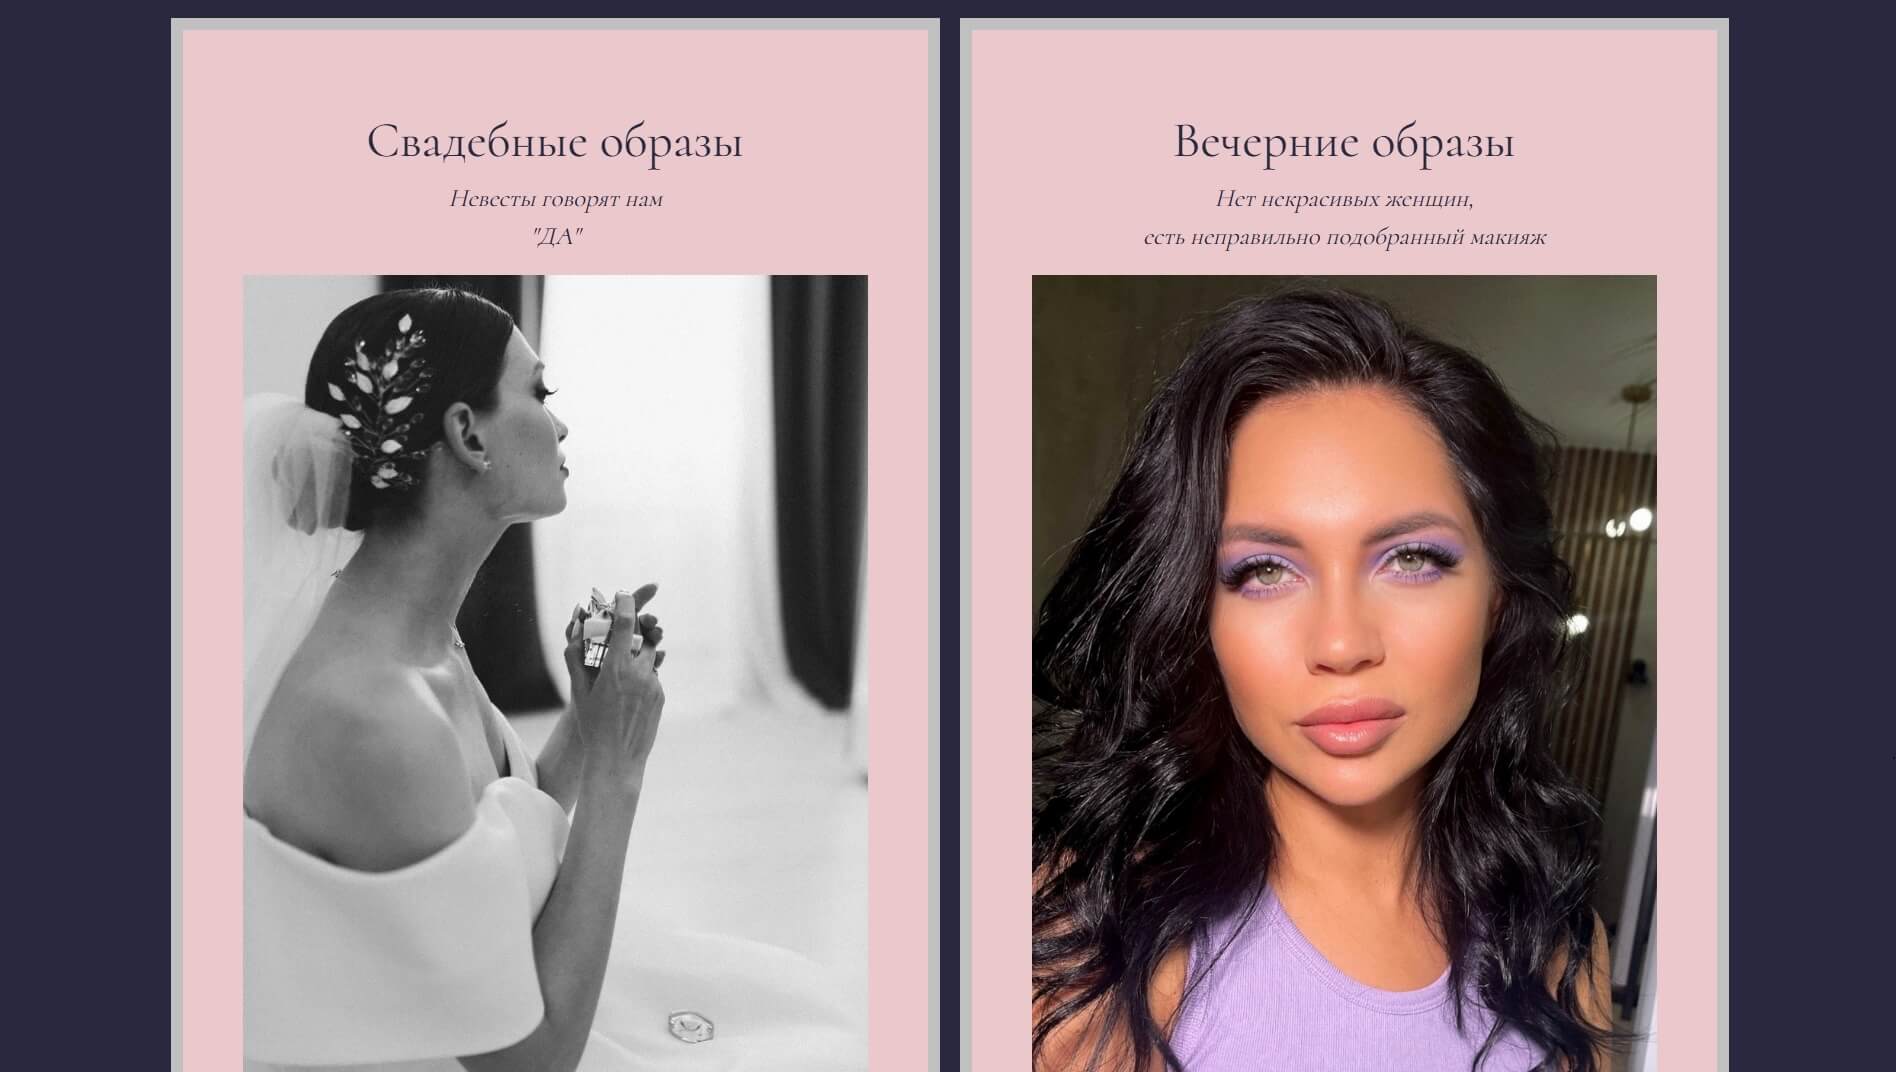 Свадебные образы
Невесты говорят нам
"ДА"
Вечерние образы
Нет некрасивых женщин,
есть неправильно подобранный макияж